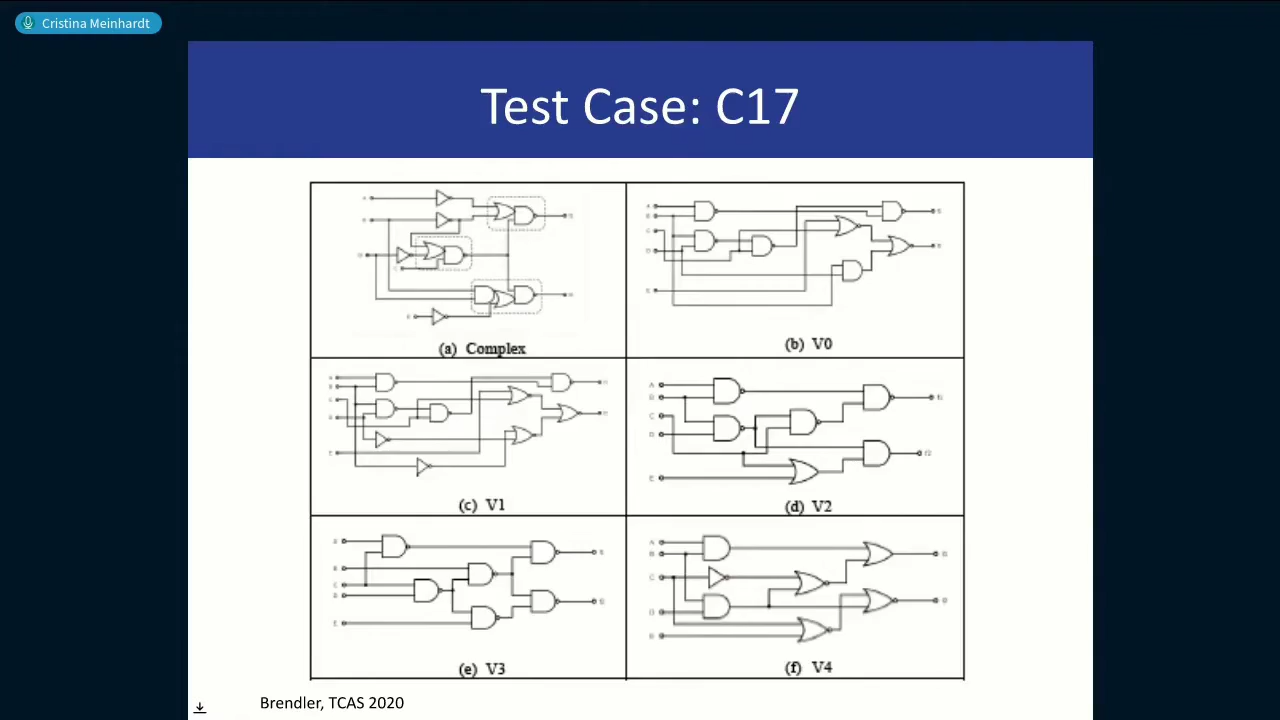 Cristina Meinhardt
Test Case: C17
(a) Complex
(b) V0
(c) V1
A
B
C
D
E
(d) V2
(e) V3
A
B
C
D
(f) V4
Brendler, TCAS 2020